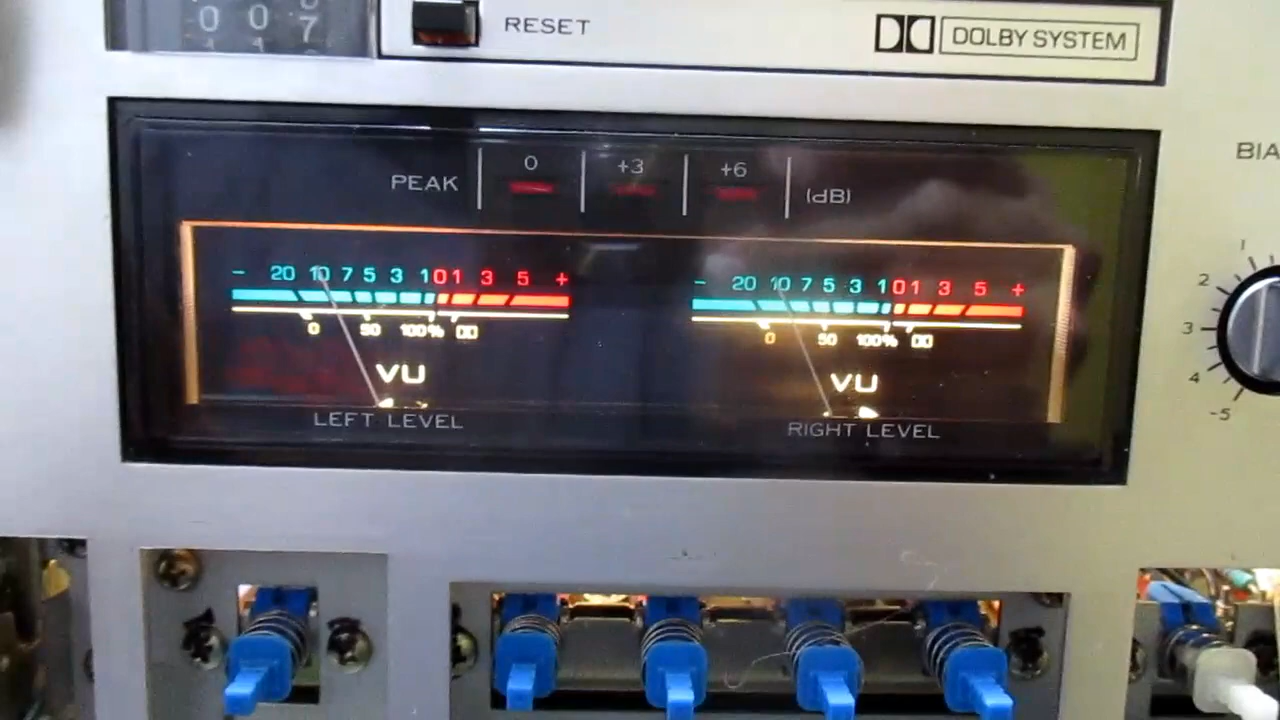 0 0 7
RESET
DOLBY SYSTEM
PEAK 0 +3 +6 (dB)
- 20 10 7 5 3 1 0 1 3 5 +
0 50 100%
VU
LEFT LEVEL
- 20 10 7 5 3 1 0 1 3 5 +
0 50 100%
VU
RIGHT LEVEL
BIA
1
2
3
4
-5